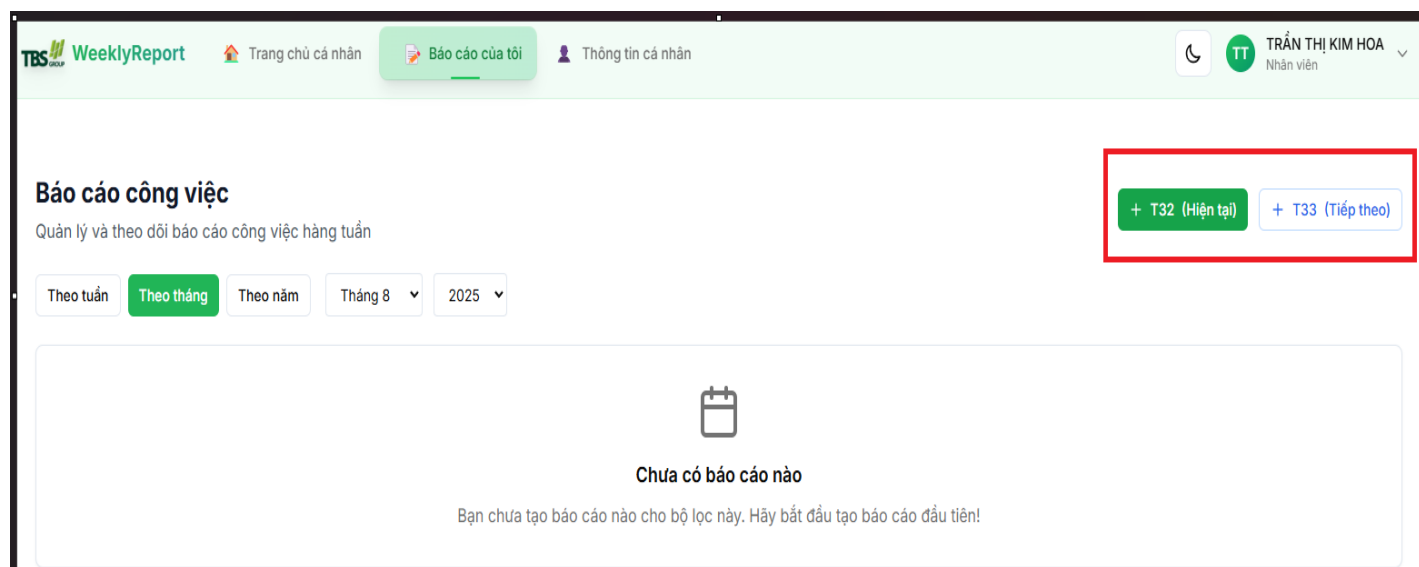 TBS GROUP WeeklyReport Trang chủ cá nhân Báo cáo của tôi Thông tin cá nhân TT TRẦN THỊ KIM HOA
Nhân viên
Báo cáo công việc
Quản lý và theo dõi báo cáo công việc hàng tuần
+ T32 (Hiện tại) + T33 (Tiếp theo)
Theo tuần Theo tháng Theo năm Tháng 8 2025
Chưa có báo cáo nào
Bạn chưa tạo báo cáo nào cho bộ lọc này. Hãy bắt đầu tạo báo cáo đầu tiên!